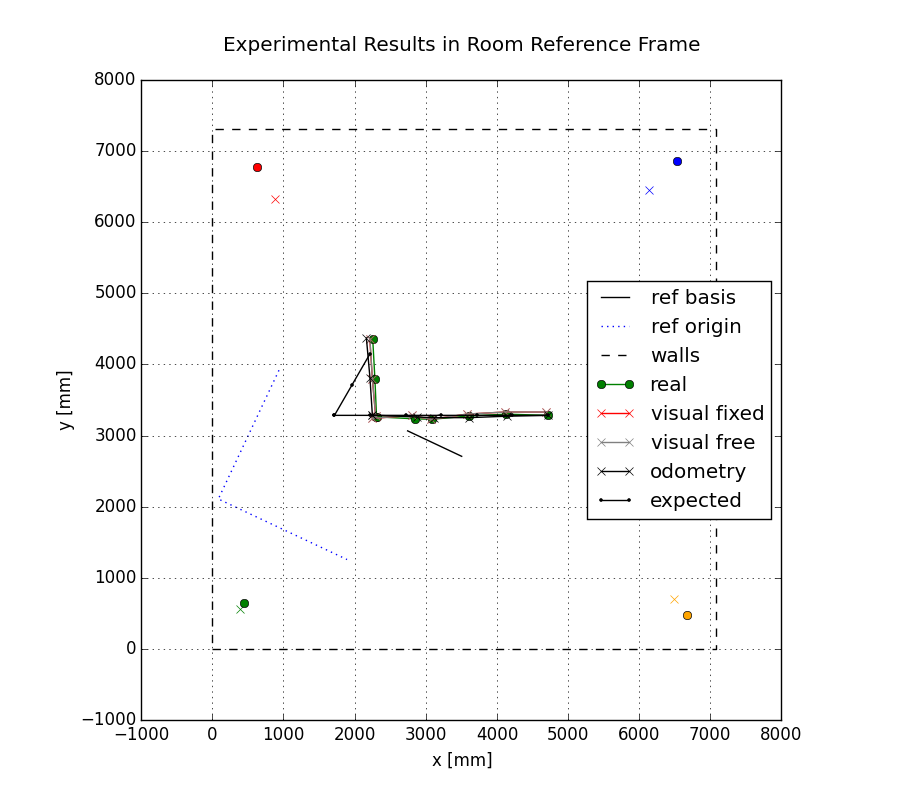 Experimental Results in Room Reference Frame
8000
7000
6000
5000
4000
3000
2000
1000
0
−1000
y [mm]
ref basis
ref origin
walls
real
visual fixed
visual free
odometry
expected
−1000 0 1000 2000 3000 4000 5000 6000 7000 8000
x [mm]